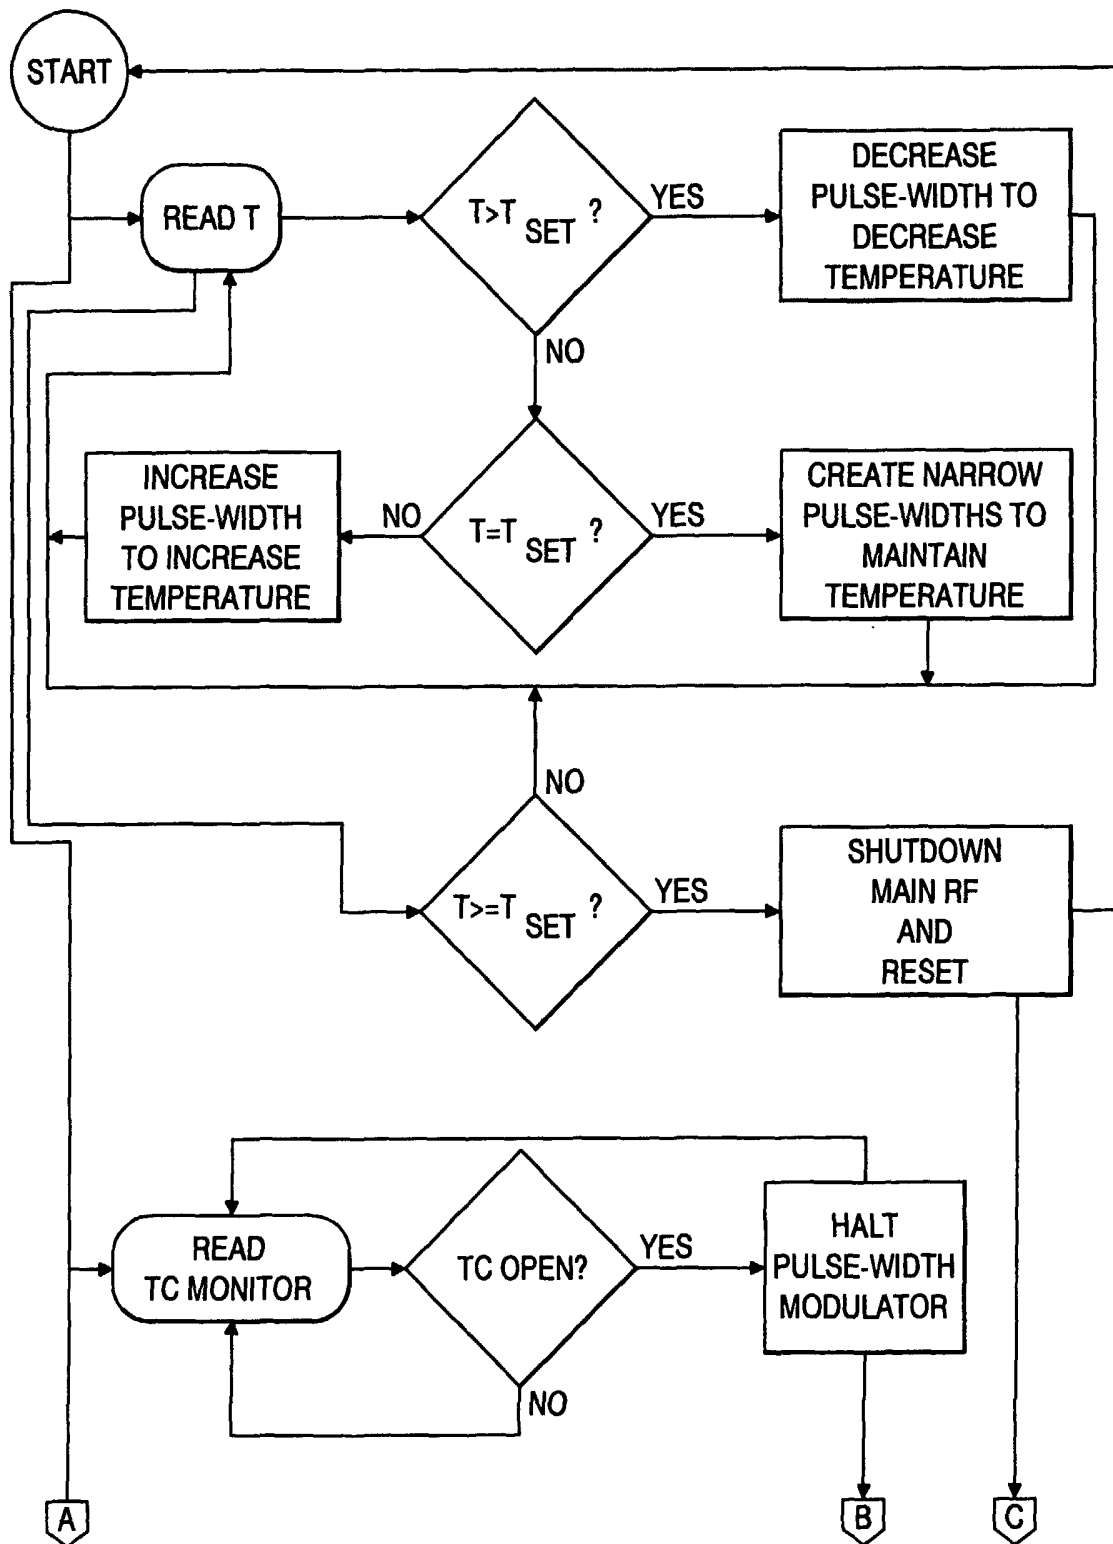 START
READ T
T>T SET ?
YES
DECREASE
PULSE-WIDTH TO
DECREASE
TEMPERATURE
NO
INCREASE
PULSE-WIDTH
TO INCREASE
TEMPERATURE
NO
T=T SET ?
YES
CREATE NARROW
PULSE-WIDTHS TO
MAINTAIN
TEMPERATURE
NO
T>=T SET ?
YES
SHUTDOWN
MAIN RF
AND
RESET
READ
TC MONITOR
TC OPEN?
YES
HALT
PULSE-WIDTH
MODULATOR
NO
A
B
C